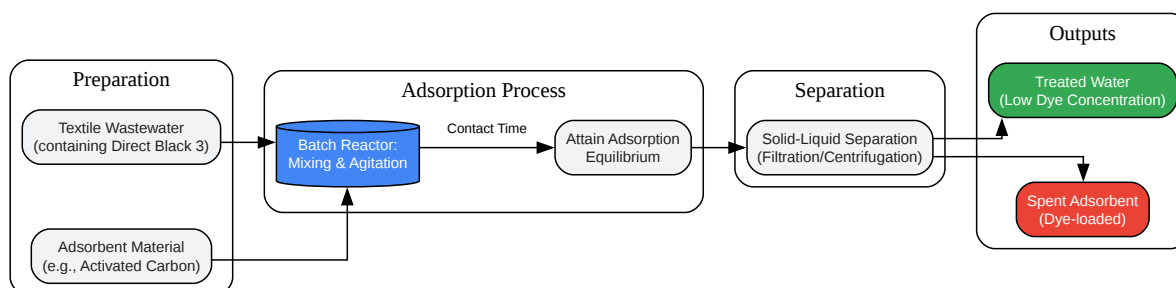 Preparation
Textile Wastewater
(containing Direct Black 3)
Adsorbent Material
(e.g., Activated Carbon)
Adsorption Process
Batch Reactor:
Mixing & Agitation
Contact Time
Attain Adsorption
Equilibrium
Separation
Solid-Liquid Separation
(Filtration/Centrifugation)
Outputs
Treated Water
(Low Dye Concentration)
Spent Adsorbent
(Dye-loaded)